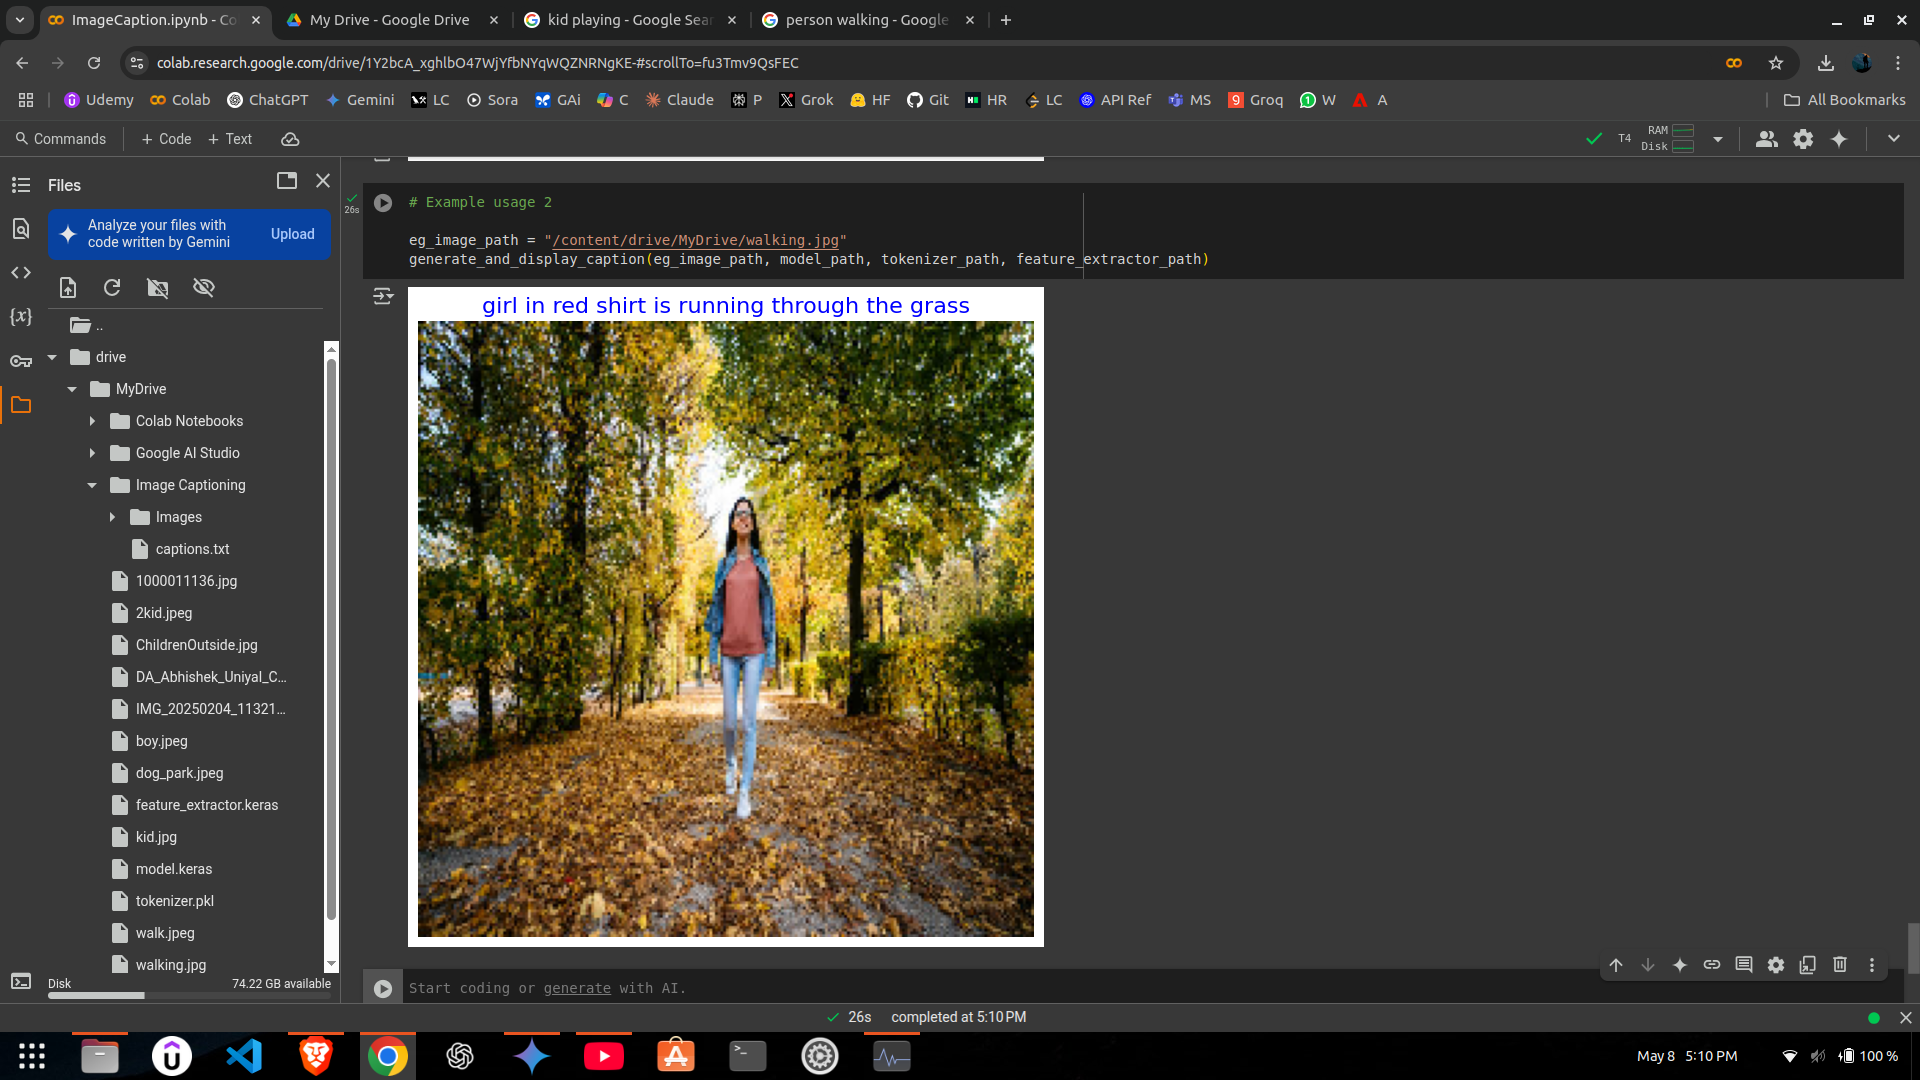 ImageCaption.ipynb - Co
My Drive - Google Drive
kid playing - Google Sear
person walking - Google
colab.research.google.com/drive/1Y2bcA_xghlbO47WjYfbNYqWQZNRNgKE-#scrollTo=fu3Tmv9QsFEC
Udemy Colab ChatGPT Gemini LC Sora GAi C Claude P Grok HF Git HR LC API Ref MS Groq W A All Bookmarks
Commands + Code + Text
T4 RAM
Disk
Files
Analyze your files with
code written by Gemini
Upload
..
drive
MyDrive
Colab Notebooks
Google AI Studio
Image Captioning
Images
captions.txt
1000011136.jpg
2kid.jpeg
ChildrenOutside.jpg
DA_Abhishek_Uniyal_C...
IMG_20250204_11321...
boy.jpeg
dog_park.jpeg
feature_extractor.keras
kid.jpg
model.keras
tokenizer.pkl
walk.jpeg
walking.jpg
Disk 74.22 GB available
26s
# Example usage 2
eg_image_path = "/content/drive/MyDrive/walking.jpg"
generate_and_display_caption(eg_image_path, model_path, tokenizer_path, feature_extractor_path)
girl in red shirt is running through the grass
Start coding or generate with AI.
26s completed at 5:10 PM
May 8 5:10 PM
100 %